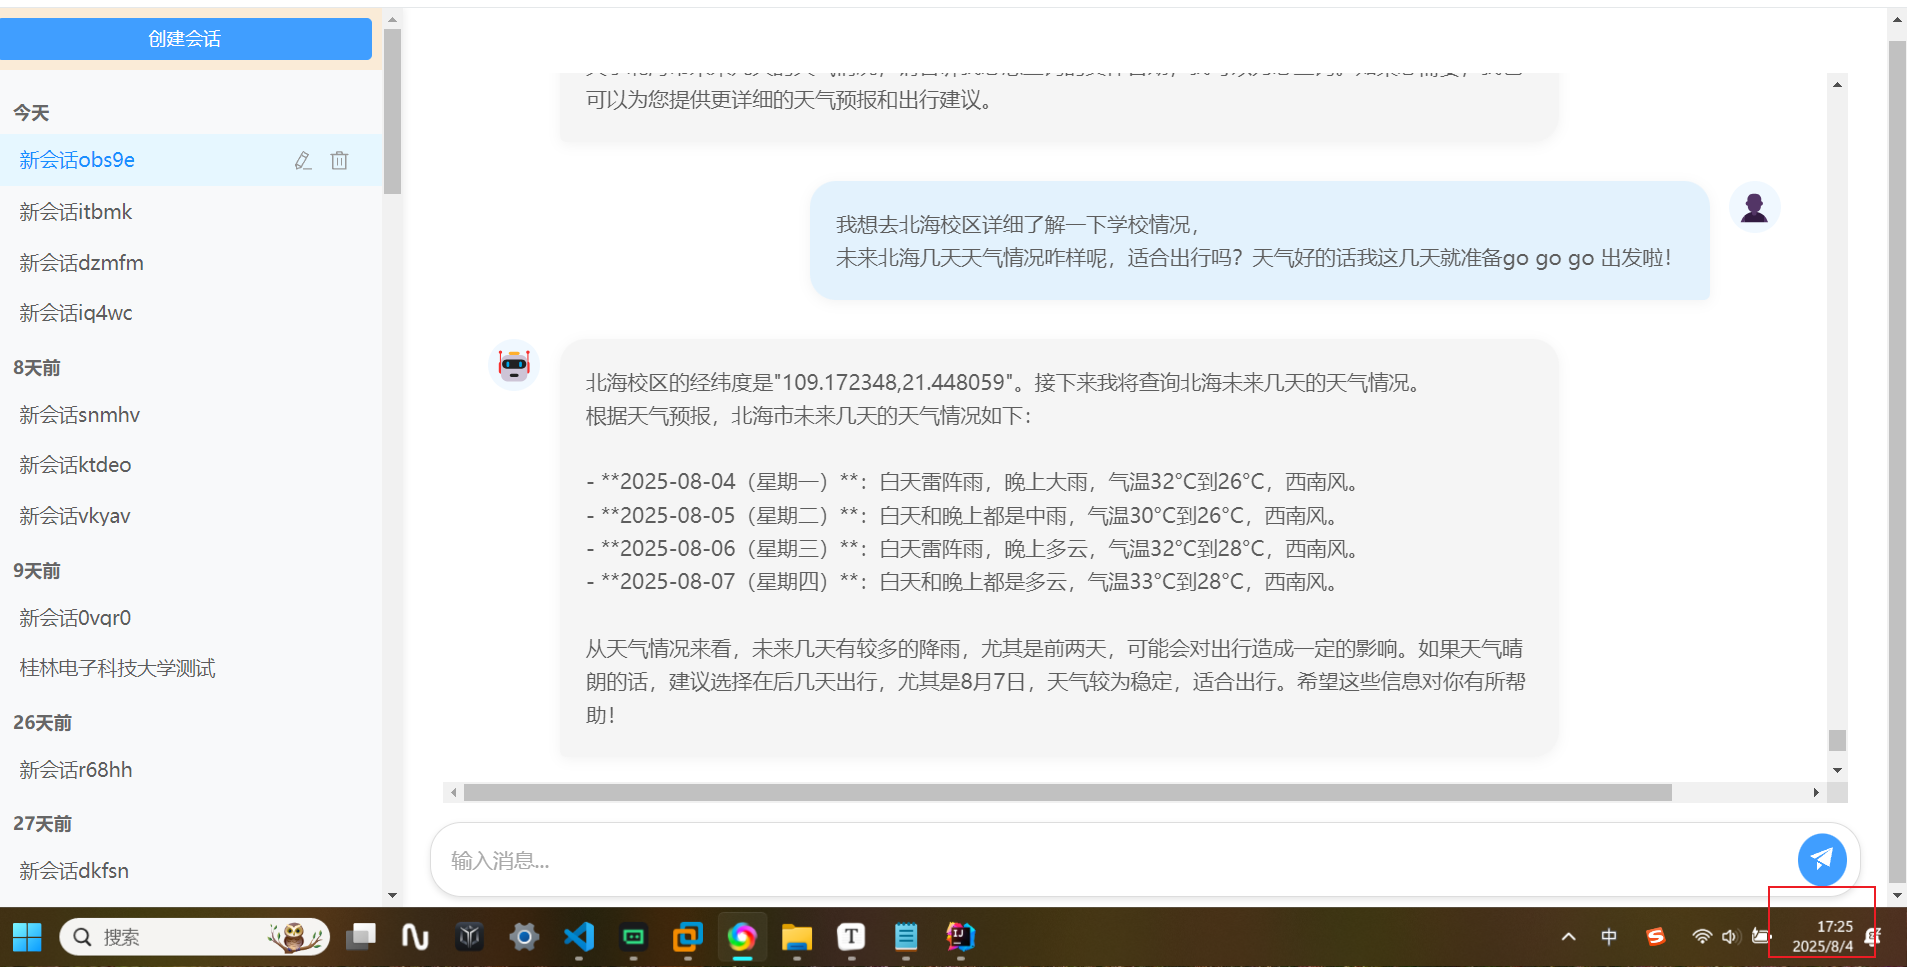 创建会话
今天
新会话obs9e
新会话itbmk
新会话dzmfm
新会话iq4wc
8天前
新会话snmhv
新会话ktdeo
新会话vkyav
9天前
新会话0vqr0
桂林电子科技大学测试
26天前
新会话r68hh
27天前
新会话dkfsn
可以为您提供更详细的天气预报和出行建议。
我想去北海校区详细了解一下学校情况，
未来北海几天天气情况咋样呢，适合出行吗？天气好的话我这几天就准备go go go 出发啦！
北海校区的经纬度是"109.172348,21.448059"。接下来我将查询北海未来几天的天气情况。
根据天气预报，北海市未来几天的天气情况如下：
- **2025-08-04（星期一）**：白天雷阵雨，晚上大雨，气温32°C到26°C，西南风。
- **2025-08-05（星期二）**：白天和晚上都是中雨，气温30°C到26°C，西南风。
- **2025-08-06（星期三）**：白天雷阵雨，晚上多云，气温32°C到28°C，西南风。
- **2025-08-07（星期四）**：白天和晚上都是多云，气温33°C到28°C，西南风。
从天气情况来看，未来几天有较多的降雨，尤其是前两天，可能会对出行造成一定的影响。如果天气晴
朗的话，建议选择在后几天出行，尤其是8月7日，天气较为稳定，适合出行。希望这些信息对你有所帮
助！
输入消息...
搜索
T
IJ
中
S
17:25
2025/8/4